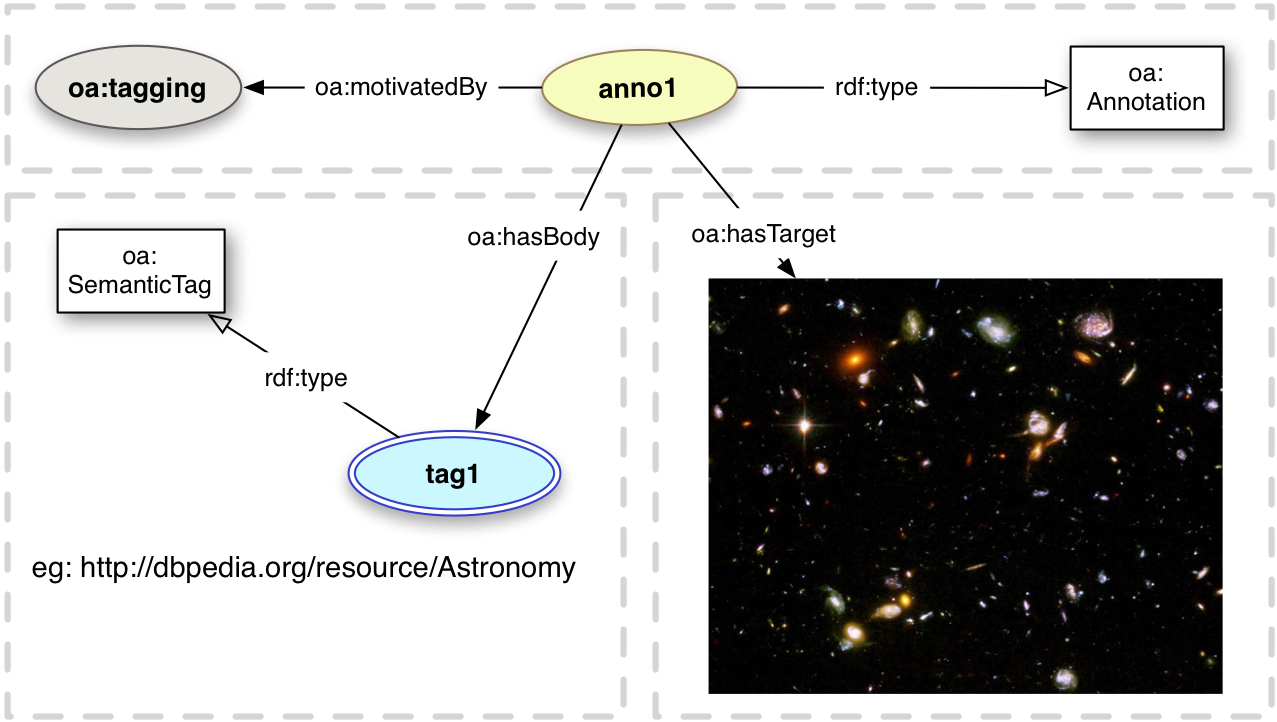 oa:tagging
oa:motivatedBy
anno1
rdf:type
oa:
Annotation
oa:hasBody
oa:hasTarget
oa:
SemanticTag
rdf:type
tag1
eg: http://dbpedia.org/resource/Astronomy